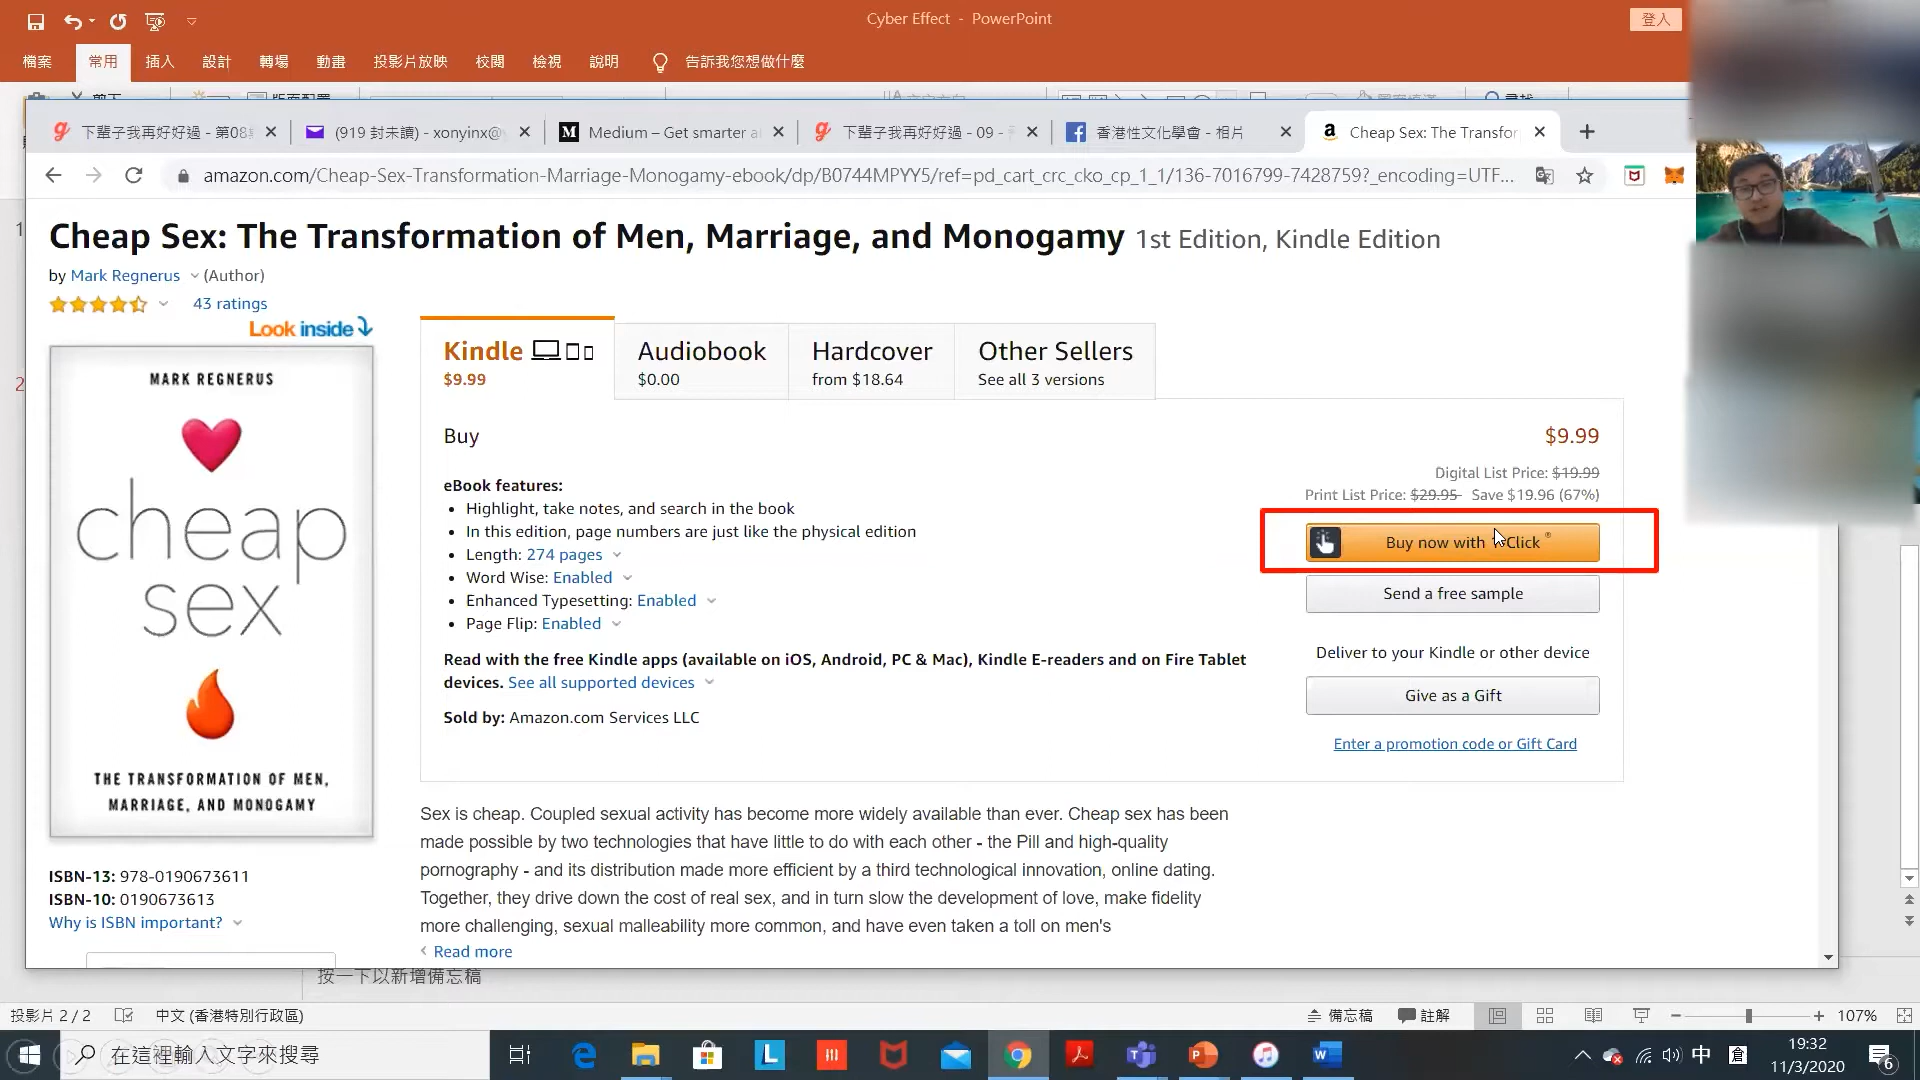 Cyber Effect - PowerPoint
登入
檔案 常用 插入 設計 轉場 動畫 投影片放映 校閱 檢視 說明 告訴我您想做什麼
下輩子我再好好過 - 第08
(919 封未讀) - xonyinx@
Medium – Get smarter a
下輩子我再好好過 - 09 -
香港性文化學會 - 相片
Cheap Sex: The Transfor
amazon.com/Cheap-Sex-Transformation-Marriage-Monogamy-ebook/dp/B0744MPYY5/ref=pd_cart_crc_cko_cp_1_1/136-7016799-7428759?_encoding=UTF...
Cheap Sex: The Transformation of Men, Marriage, and Monogamy 1st Edition, Kindle Edition
by Mark Regnerus (Author)
43 ratings
Look inside
MARK REGNERUS
cheap
sex
THE TRANSFORMATION OF MEN,
MARRIAGE, AND MONOGAMY
ISBN-13: 978-0190673611
ISBN-10: 0190673613
Why is ISBN important?
Kindle
$9.99
Audiobook
$0.00
Hardcover
from $18.64
Other Sellers
See all 3 versions
Buy
$9.99
Digital List Price: $19.99
Print List Price: $29.95 Save $19.96 (67%)
eBook features:
Highlight, take notes, and search in the book
In this edition, page numbers are just like the physical edition
Length: 274 pages
Word Wise: Enabled
Enhanced Typesetting: Enabled
Page Flip: Enabled
Read with the free Kindle apps (available on iOS, Android, PC & Mac), Kindle E-readers and on Fire Tablet
devices. See all supported devices
Sold by: Amazon.com Services LLC
Buy now with Click ®
Send a free sample
Deliver to your Kindle or other device
Give as a Gift
Enter a promotion code or Gift Card
Sex is cheap. Coupled sexual activity has become more widely available than ever. Cheap sex has been
made possible by two technologies that have little to do with each other - the Pill and high-quality
pornography - and its distribution made more efficient by a third technological innovation, online dating.
Together, they drive down the cost of real sex, and in turn slow the development of love, make fidelity
more challenging, sexual malleability more common, and have even taken a toll on men's
Read more
按一下以新增備忘稿
投影片 2 / 2 中文 (香港特別行政區)
備忘稿 註解 107%
在這裡輸入文字來搜尋
中 倉
19:32
11/3/2020
6